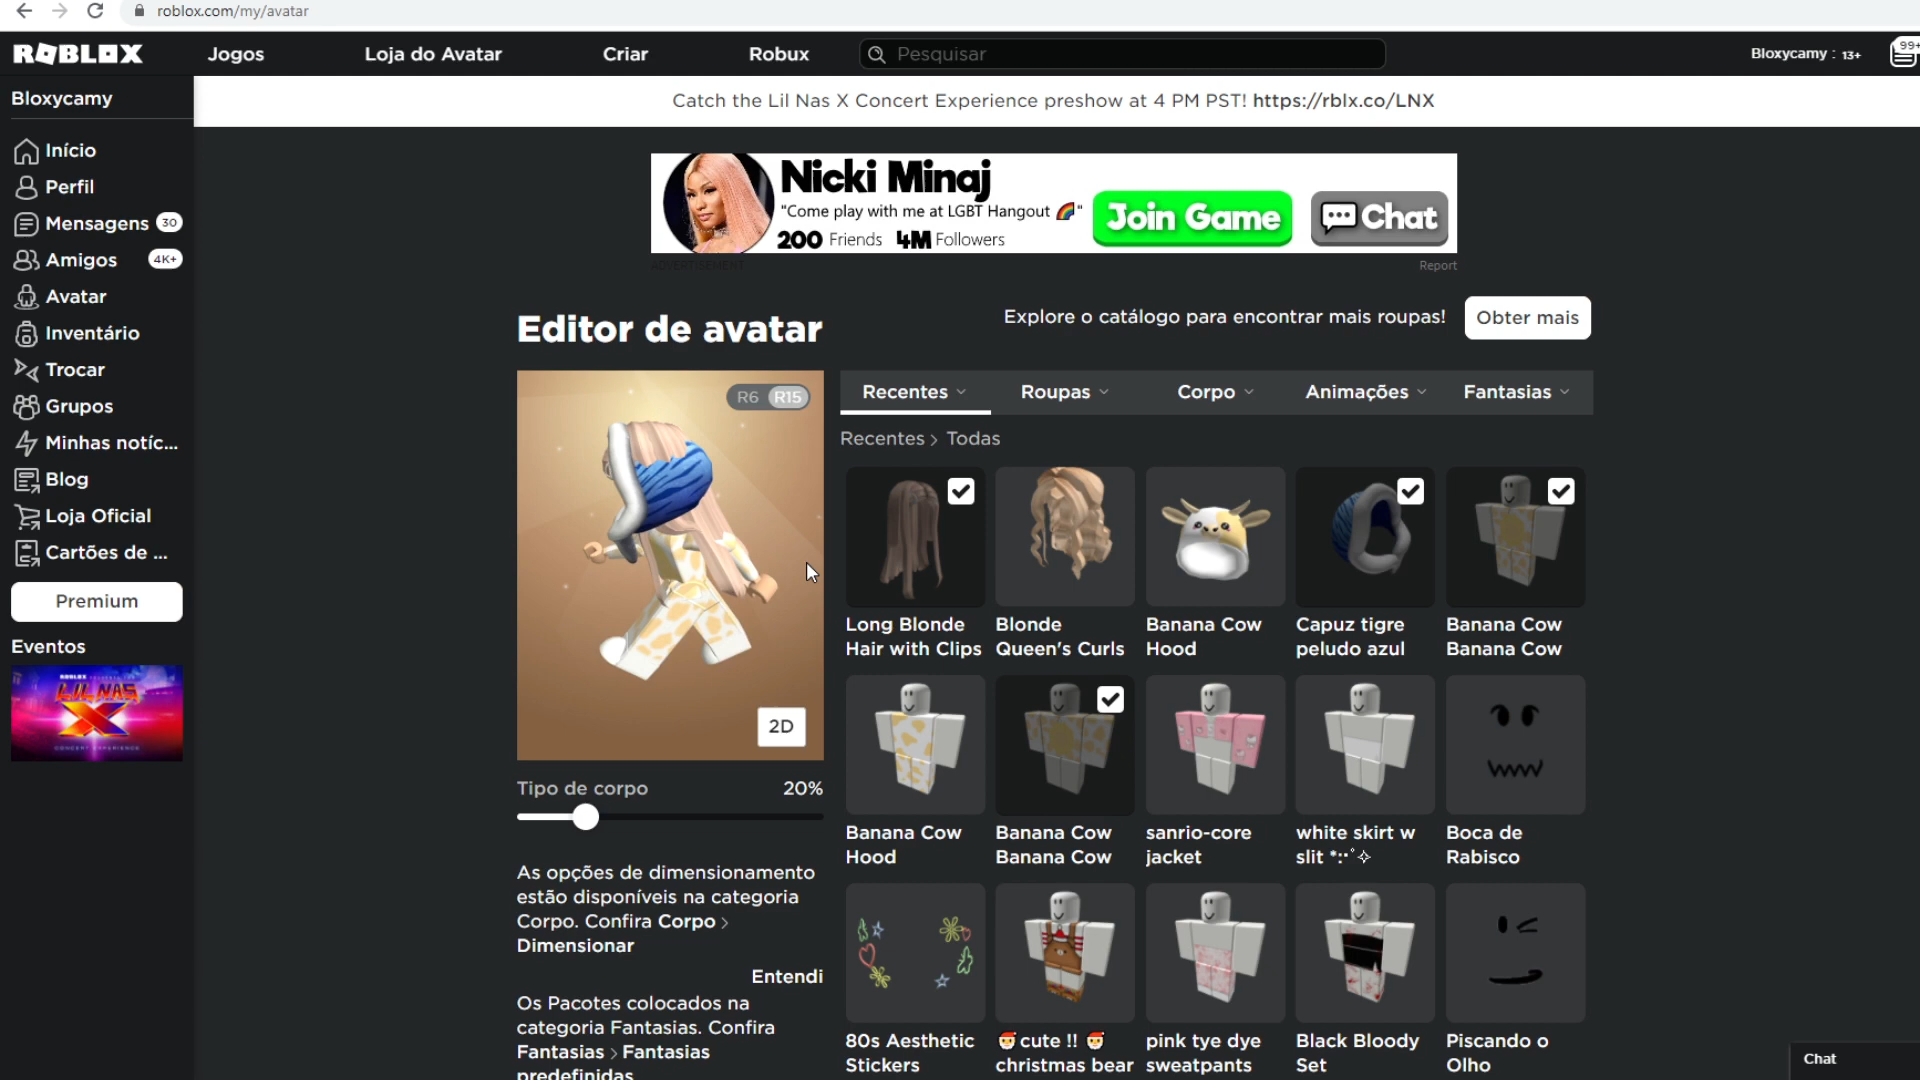 roblox.com/my/avatar
ROBLOX Jogos Loja do Avatar Criar Robux Pesquisar Bloxycamy : 13+ 99+
Bloxycamy
Catch the Lil Nas X Concert Experience preshow at 4 PM PST! https://rblx.co/LNX
Início
Perfil
Mensagens 30
Amigos 4K+
Avatar
Inventário
Trocar
Grupos
Minhas notíc...
Blog
Loja Oficial
Cartões de ...
Premium
Eventos
ROBLOX
LIL NAS
X
CONCERT EXPERIENCE
Nicki Minaj
"Come play with me at LGBT Hangout 🌈"
200 Friends 4M Followers
Join Game
Chat
ADVERTISEMENT
Report
Editor de avatar
Explore o catálogo para encontrar mais roupas! Obter mais
R6 R15
2D
Tipo de corpo 20%
As opções de dimensionamento
estão disponíveis na categoria
Corpo. Confira Corpo >
Dimensionar
Entendi
Os Pacotes colocados na
categoria Fantasias. Confira
Fantasias > Fantasias
predefinidas
Recentes Roupas Corpo Animações Fantasias
Recentes > Todas
Long Blonde
Hair with Clips
Blonde
Queen's Curls
Banana Cow
Hood
Capuz tigre
peludo azul
Banana Cow
Banana Cow
Banana Cow
Hood
Banana Cow
Banana Cow
sanrio-core
jacket
white skirt w
slit *:·˚✧
Boca de
Rabisco
80s Aesthetic
Stickers
🎅cute !! 🎅
christmas bear
pink tye dye
sweatpants
Black Bloody
Set
Piscando o
Olho
Chat